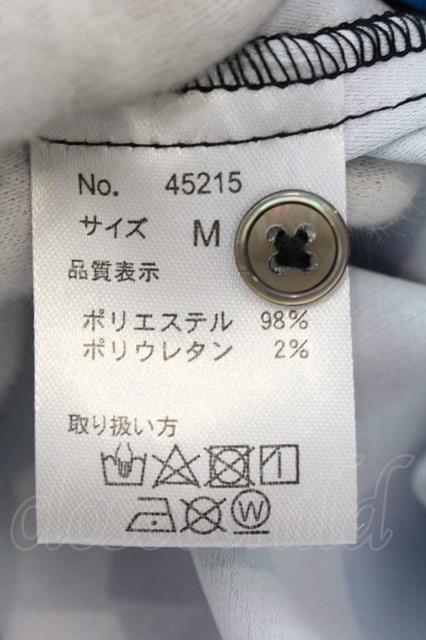 No. 45215
サイズ M
品質表示
ポリエステル 98%
ポリウレタン 2%
取り扱い方
W